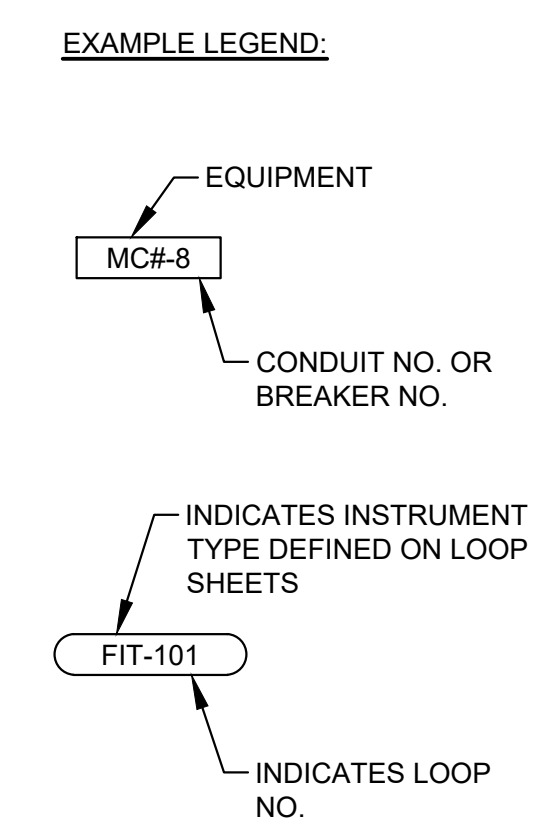 EXAMPLE LEGEND:
EQUIPMENT
MC#-8
CONDUIT NO. OR
BREAKER NO.
INDICATES INSTRUMENT
TYPE DEFINED ON LOOP
SHEETS
FIT-101
INDICATES LOOP
NO.